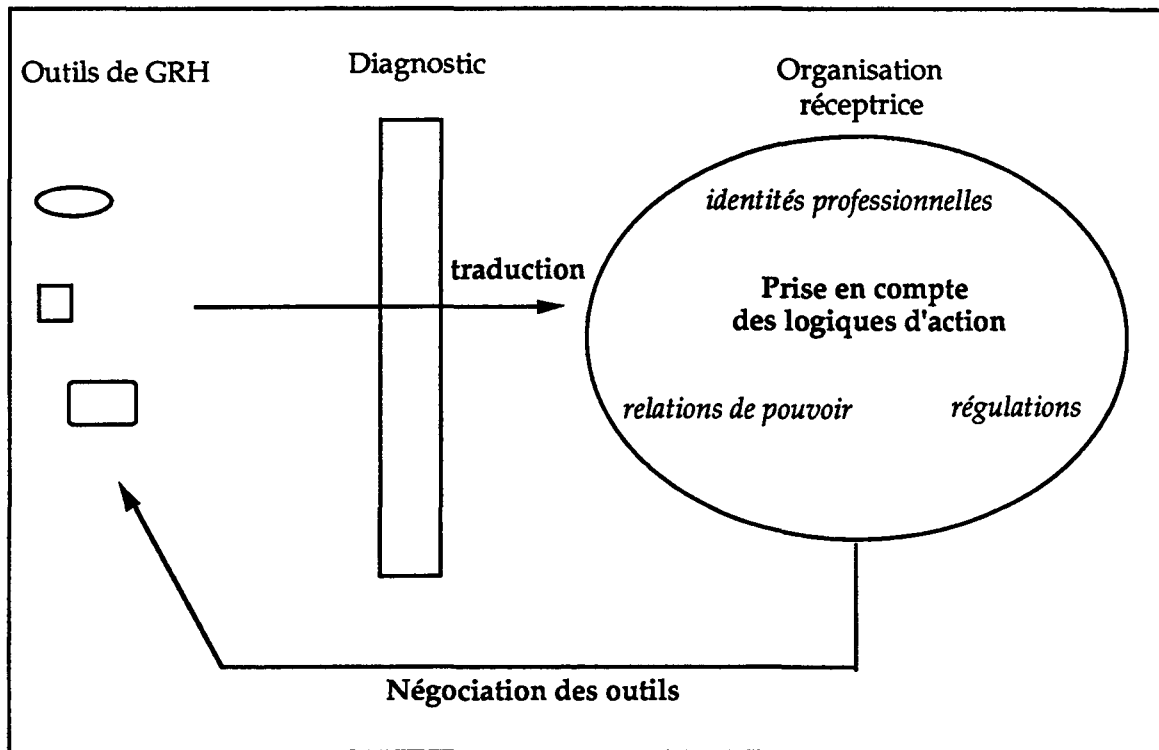 Outils de GRH
Diagnostic
Organisation
réceptrice
identités professionnelles
traduction
Prise en compte
des logiques d'action
relations de pouvoir
régulations
Négociation des outils